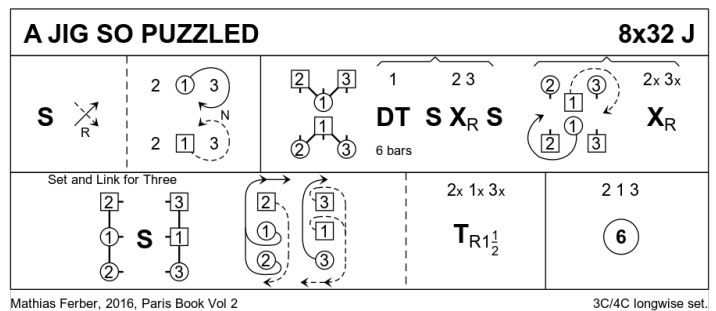 A JIG SO PUZZLED 8x32 J
S R
2 1 3
N
2 1 3
2 3
1
1
2 3
1 2 3
DT S XR S
6 bars
2 3
1
1
2 3
2x 3x
XR
Set and Link for Three
2 3
1 S 1
2 3
2 3
1 1
2 3
2x 1x 3x
TR1 1/2
2 1 3
6
Mathias Ferber, 2016, Paris Book Vol 2
3C/4C longwise set.